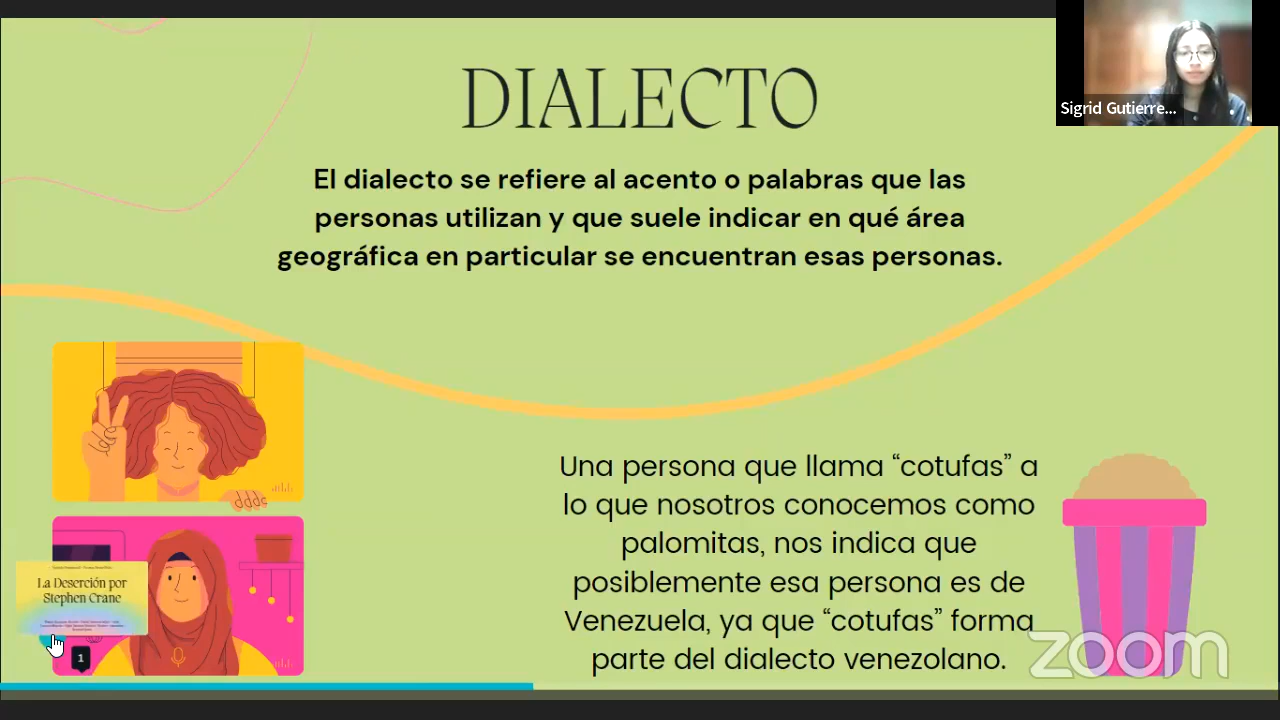 DIALECTO
Sigrid Gutierre...
El dialecto se refiere al acento o palabras que las
personas utilizan y que suele indicar en qué área
geográfica en particular se encuentran esas personas.
Una persona que llama “cotufas” a
lo que nosotros conocemos como
palomitas, nos indica que
posiblemente esa persona es de
Venezuela, ya que “cotufas” forma
parte del dialecto venezolano.
La Deserción por
Stephen Crane
1
zoom